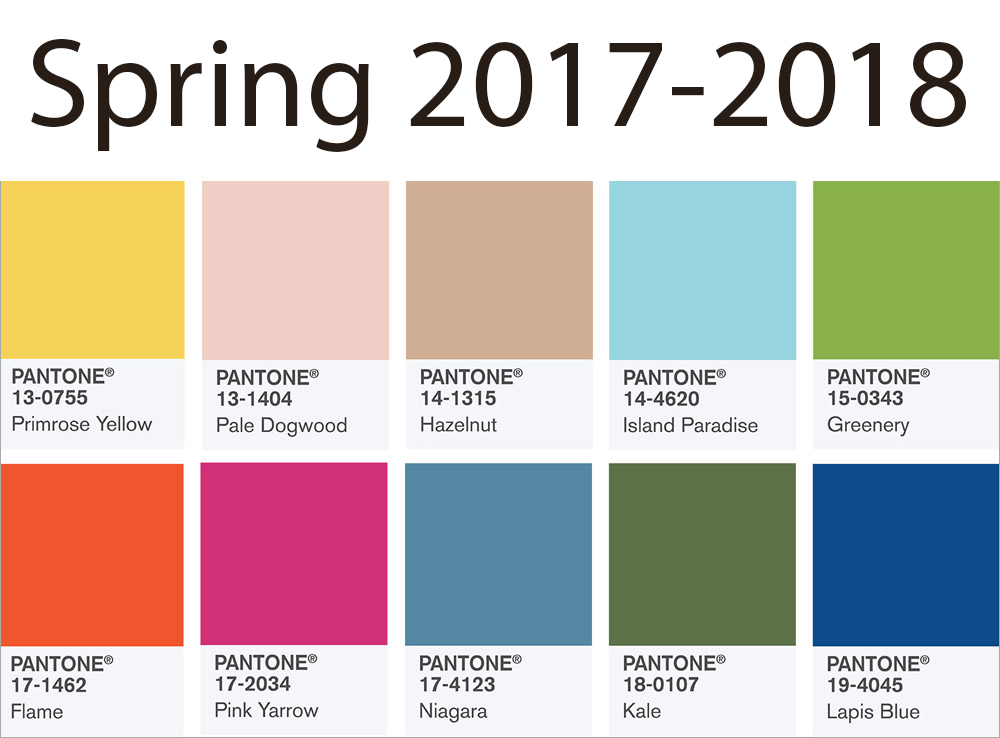 Spring 2017-2018
PANTONE®
13-0755
Primrose Yellow
PANTONE®
13-1404
Pale Dogwood
PANTONE®
14-1315
Hazelnut
PANTONE®
14-4620
Island Paradise
PANTONE®
15-0343
Greenery
PANTONE®
17-1462
Flame
PANTONE®
17-2034
Pink Yarrow
PANTONE®
17-4123
Niagara
PANTONE®
18-0107
Kale
PANTONE®
19-4045
Lapis Blue